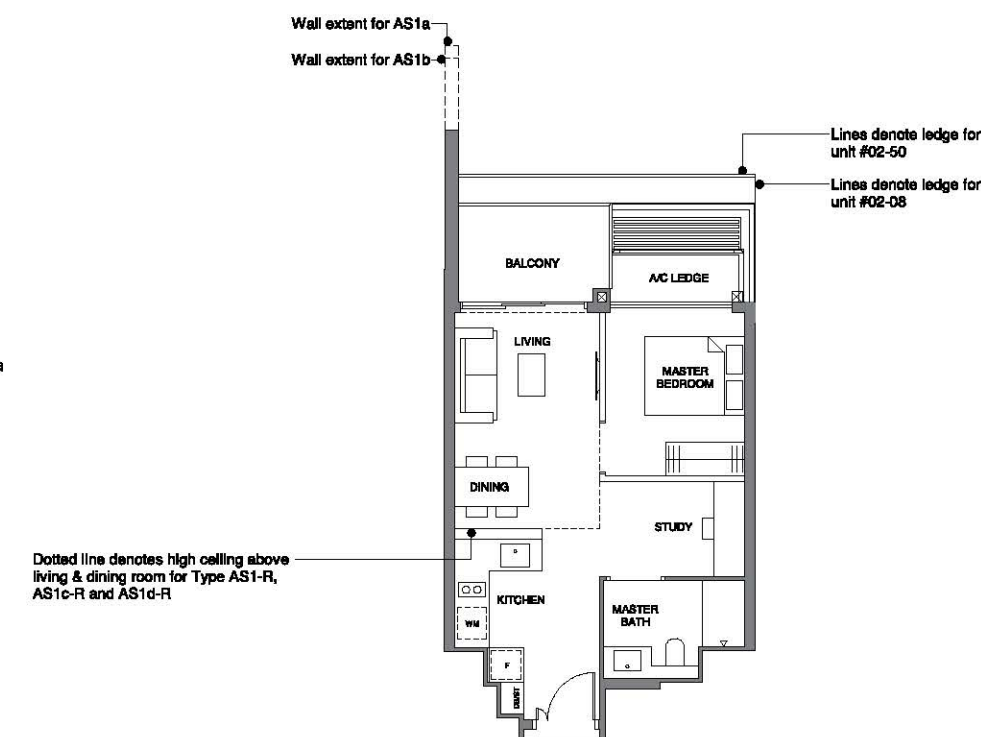 Wall extent for AS1a
Wall extent for AS1b
Lines denote ledge for
unit #02-50
Lines denote ledge for
unit #02-08
BALCONY
A/C LEDGE
LIVING
MASTER
BEDROOM
DINING
STUDY
Dotted line denotes high ceiling above
living & dining room for Type AS1-R,
AS1c-R and AS1d-R
KITCHEN
MASTER
BATH
WM
F
DB/ST
a